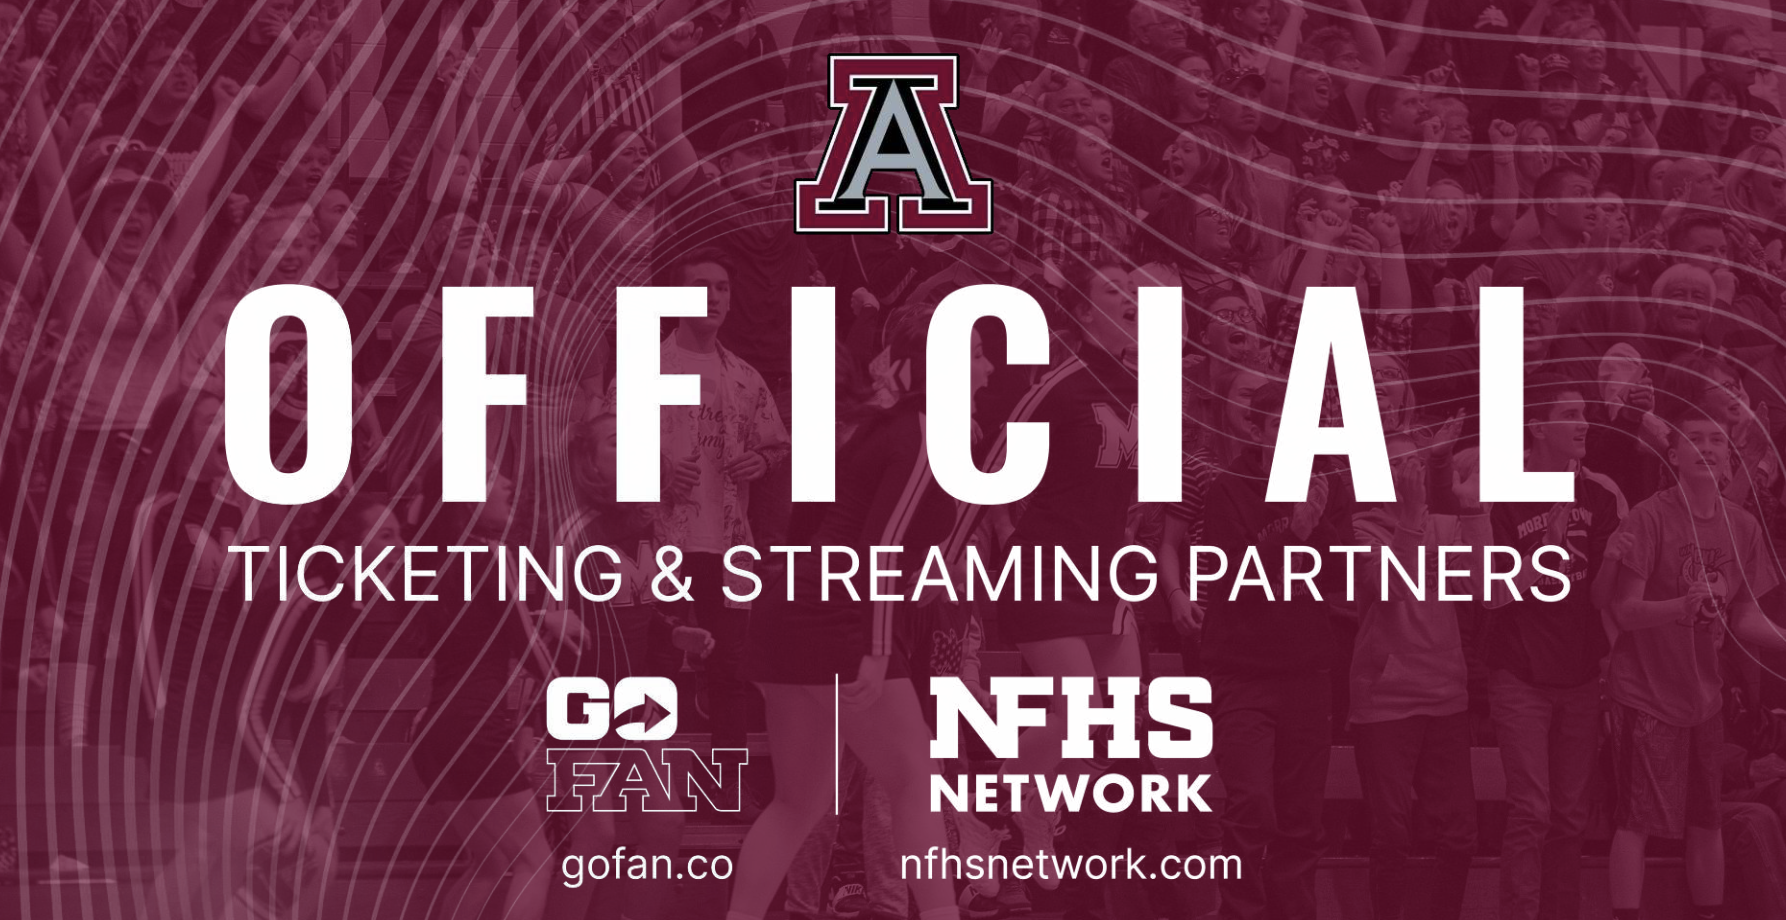 A
OFFICIAL
TICKETING & STREAMING PARTNERS
GO
FAN
NFHS
NETWORK
gofan.co
nfhsnetwork.com